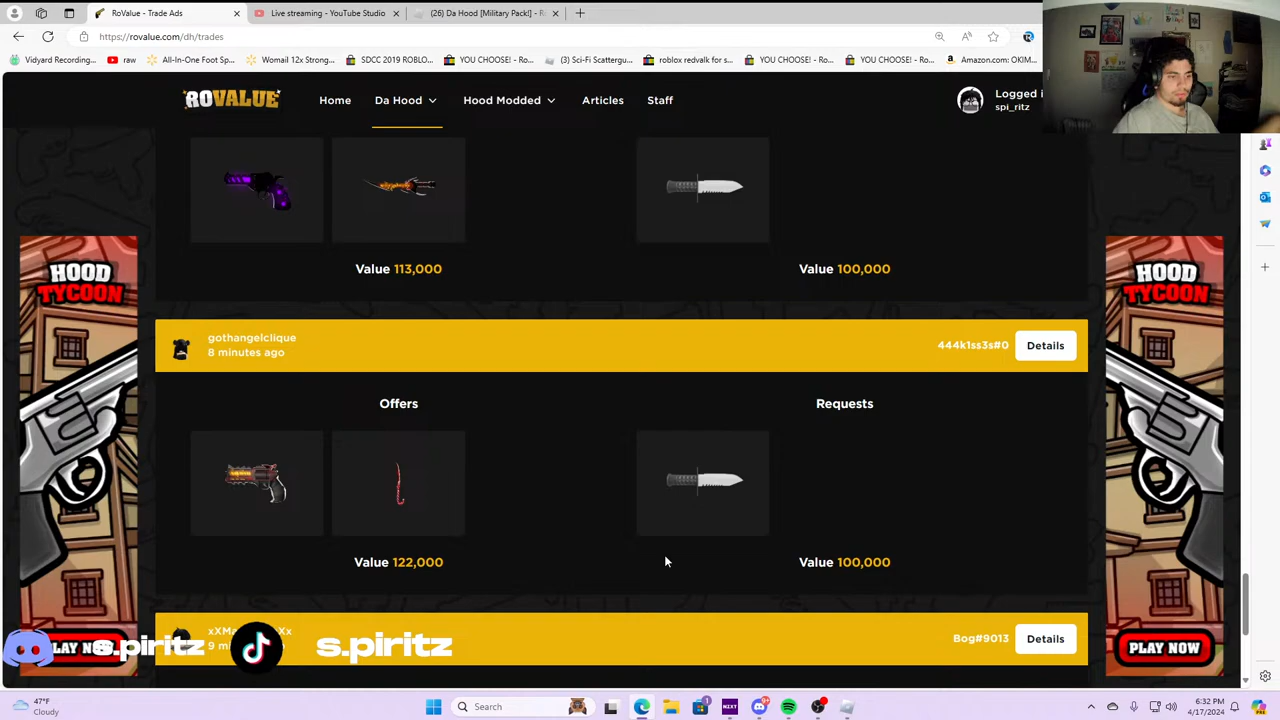 RoValue - Trade Ads
Live streaming - YouTube Studio
(26) Da Hood [Military Pack!] - Ro
https://rovalue.com/dh/trades
Vidyard Recording...
raw
All-In-One Foot Sp...
Womail 12x Strong...
SDCC 2019 ROBLO...
YOU CHOOSE! - Ro...
(3) Sci-Fi Scattergu...
roblox redvalk for s...
YOU CHOOSE! - Ro...
YOU CHOOSE! - Ro...
Amazon.com: OKIM...
ROVALUE
Home
Da Hood
Hood Modded
Articles
Staff
Logged i
spi_ritz
Value 113,000
Value 100,000
HOOD
TYCOON
HOOD
TYCOON
gothangelclique
8 minutes ago
444k1ss3s#0
Details
Offers
Requests
Value 122,000
Value 100,000
Bog#9013
Details
s.piritz
s.piritz
PLAY NOW
47°F
Cloudy
Search
6:32 PM
4/17/2024